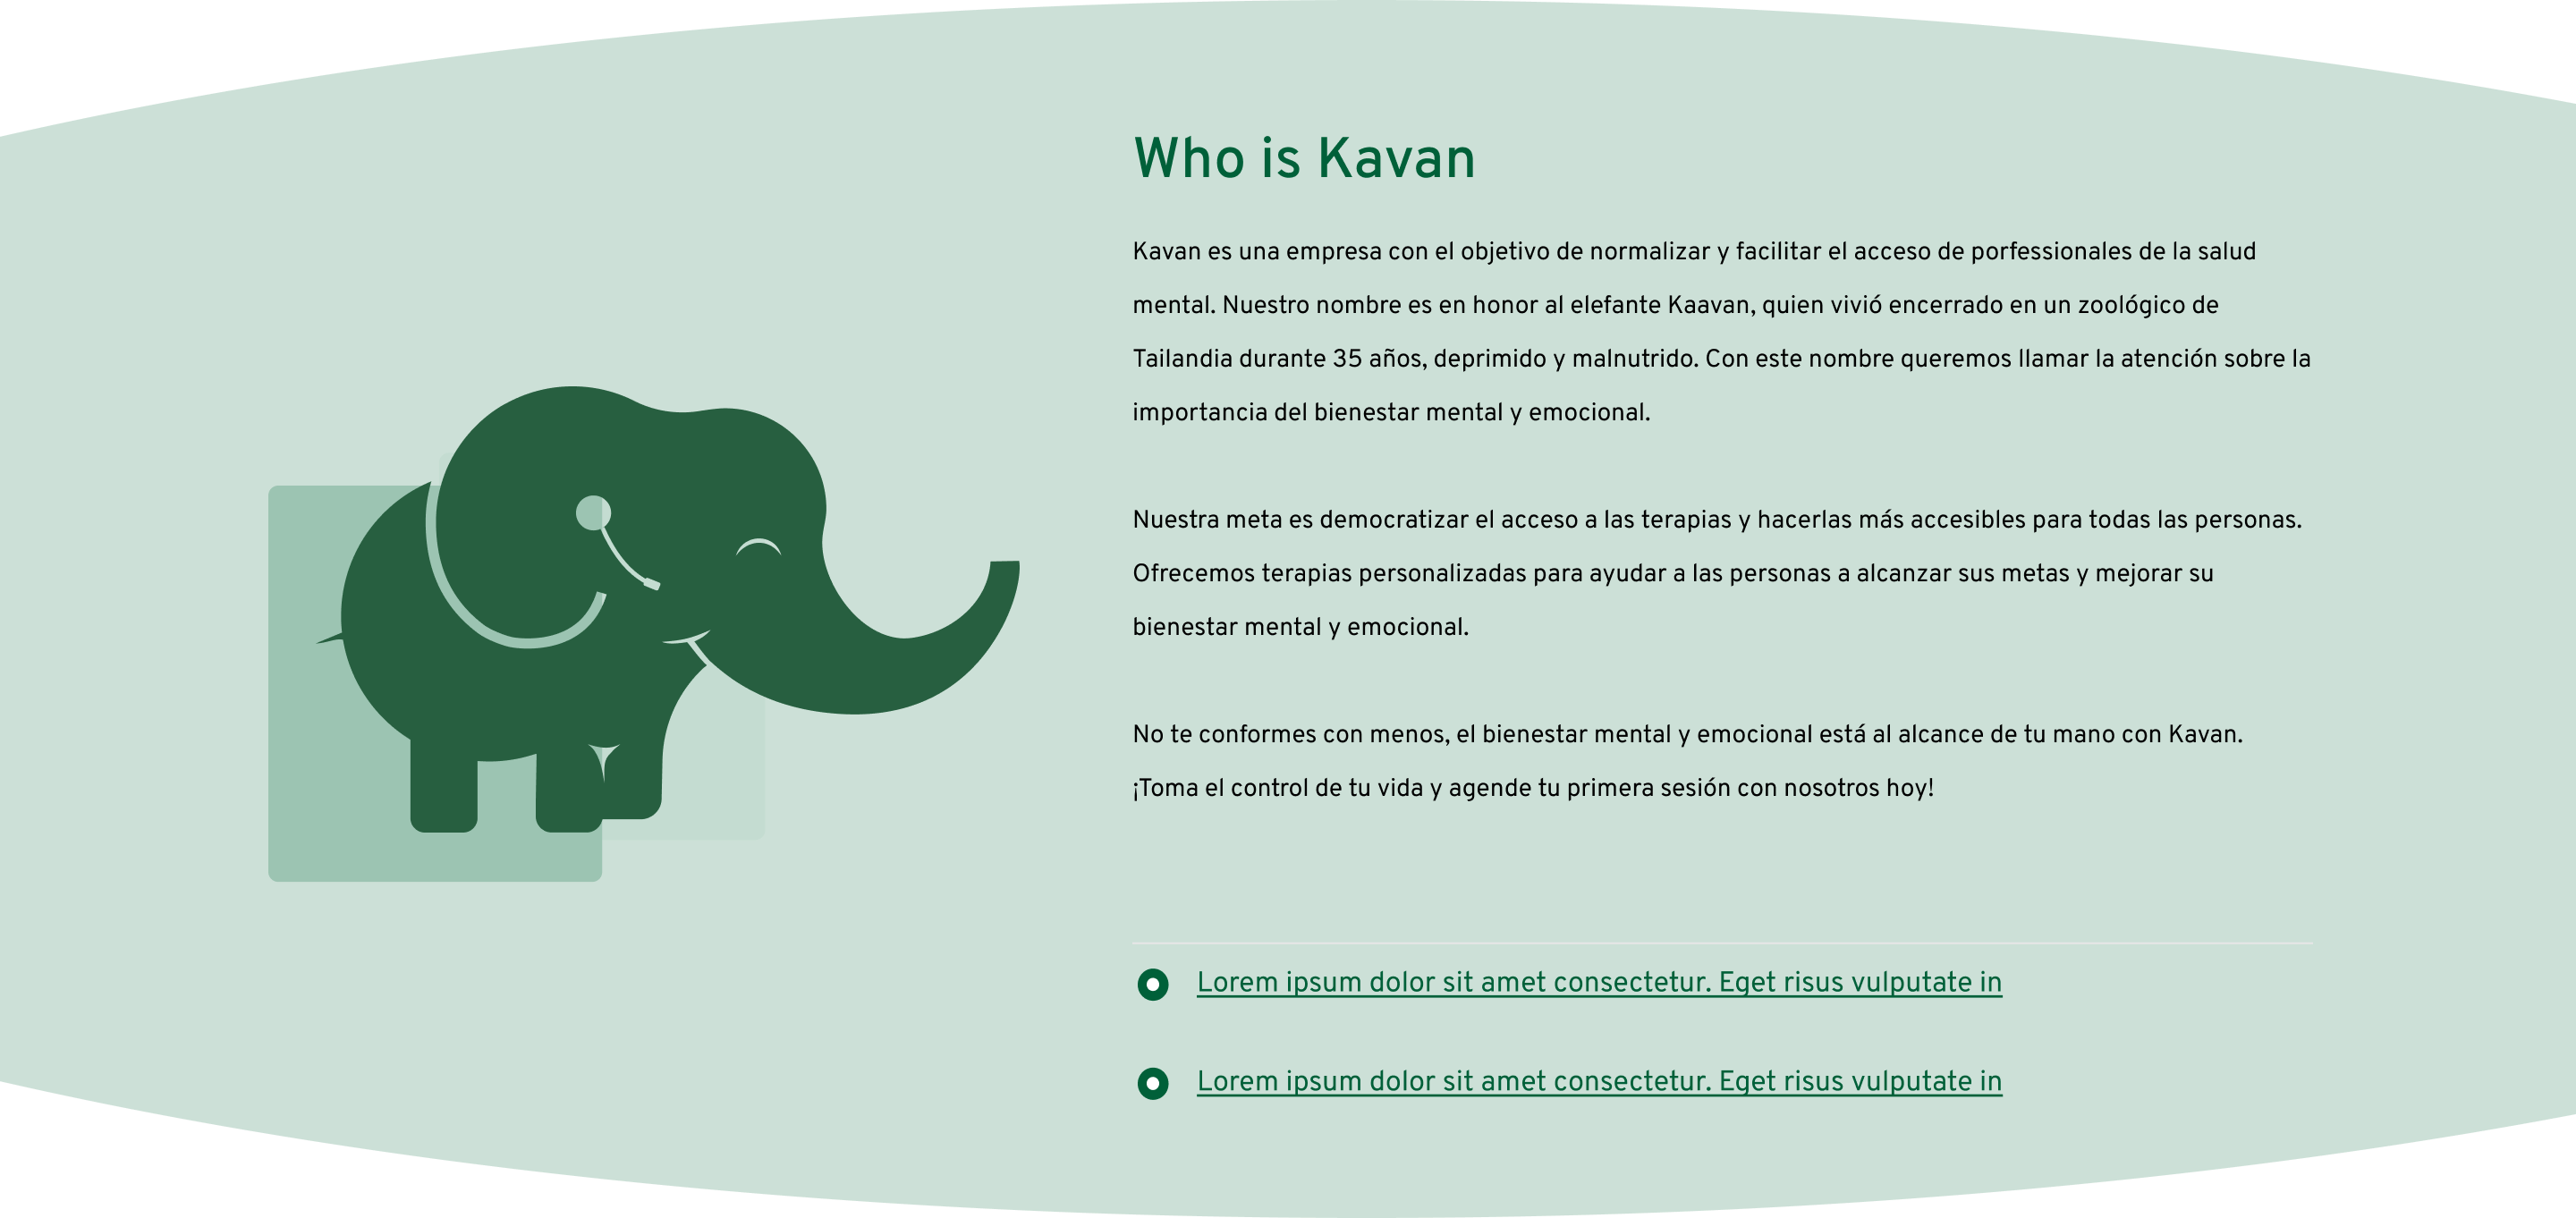 Who is Kavan
Kavan es una empresa con el objetivo de normalizar y facilitar el acceso de porfessionales de la salud
mental. Nuestro nombre es en honor al elefante Kaavan, quien vivió encerrado en un zoológico de
Tailandia durante 35 años, deprimido y malnutrido. Con este nombre queremos llamar la atención sobre la
importancia del bienestar mental y emocional.
Nuestra meta es democratizar el acceso a las terapias y hacerlas más accesibles para todas las personas.
Ofrecemos terapias personalizadas para ayudar a las personas a alcanzar sus metas y mejorar su
bienestar mental y emocional.
No te conformes con menos, el bienestar mental y emocional está al alcance de tu mano con Kavan.
¡Toma el control de tu vida y agende tu primera sesión con nosotros hoy!
Lorem ipsum dolor sit amet consectetur. Eget risus vulputate in
Lorem ipsum dolor sit amet consectetur. Eget risus vulputate in